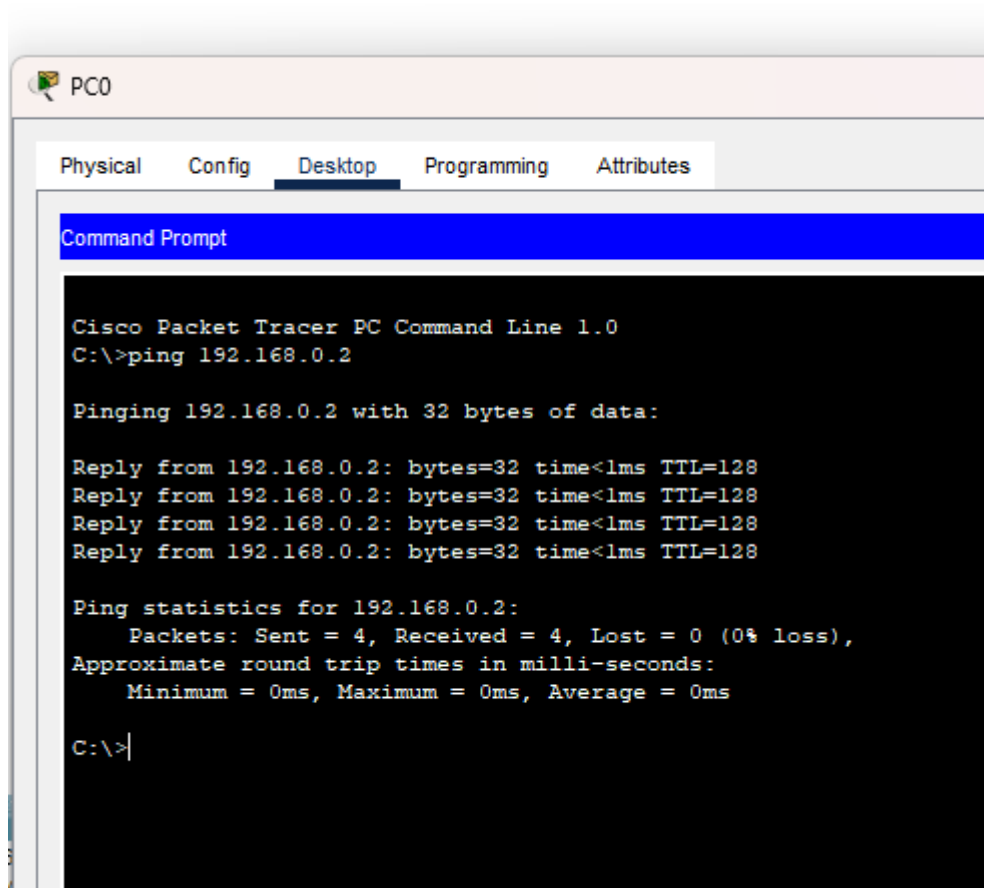 PC0
Physical Config Desktop Programming Attributes
Command Prompt
Cisco Packet Tracer PC Command Line 1.0
C:\>ping 192.168.0.2
Pinging 192.168.0.2 with 32 bytes of data:
Reply from 192.168.0.2: bytes=32 time<1ms TTL=128
Reply from 192.168.0.2: bytes=32 time<1ms TTL=128
Reply from 192.168.0.2: bytes=32 time<1ms TTL=128
Reply from 192.168.0.2: bytes=32 time<1ms TTL=128
Ping statistics for 192.168.0.2:
Packets: Sent = 4, Received = 4, Lost = 0 (0% loss),
Approximate round trip times in milli-seconds:
Minimum = 0ms, Maximum = 0ms, Average = 0ms
C:\>